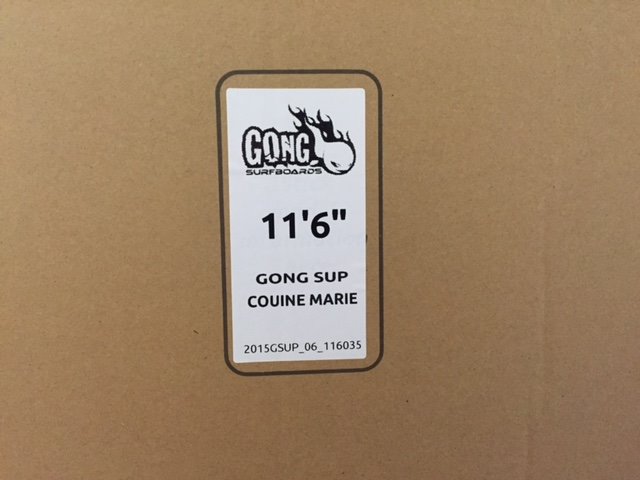 GONG
SURFBOARDS
11'6"
GONG SUP
COUINE MARIE
2015GSUP_06_116035